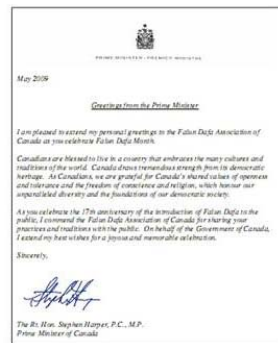 PRIME MINISTER · PREMIER MINISTRE
May 2009
Greetings from the Prime Minister
I am pleased to extend my personal greetings to the Falun Dafa Association of
Canada as you celebrate Falun Dafa Month.
Canadians are blessed to live in a country that embraces the many cultures and
traditions of the world. Canada draws tremendous strength from its democratic
heritage. As Canadians, we are grateful for Canada's shared values of openness
and tolerance and the freedom of conscience and religion, which honour our
unparalleled diversity and the foundations of our democratic society.
As you celebrate the 17th anniversary of the introduction of Falun Dafa to the
public, I commend the Falun Dafa Association of Canada for sharing your
practices and traditions with the public. On behalf of the Government of Canada,
I extend my best wishes for a joyous and memorable celebration.
Sincerely,
The Rt. Hon. Stephen Harper, P.C., M.P.
Prime Minister of Canada